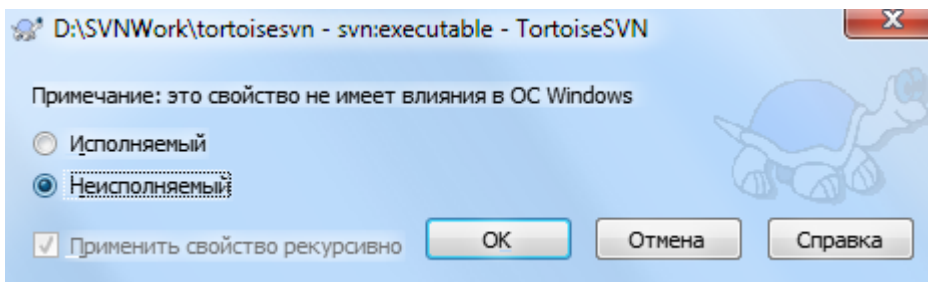 D:\SVNWork\tortoisesvn - svn:executable - TortoiseSVN
Примечание: это свойство не имеет влияния в ОС Windows
Исполняемый
Неисполняемый
Применить свойство рекурсивно OK Отмена Справка